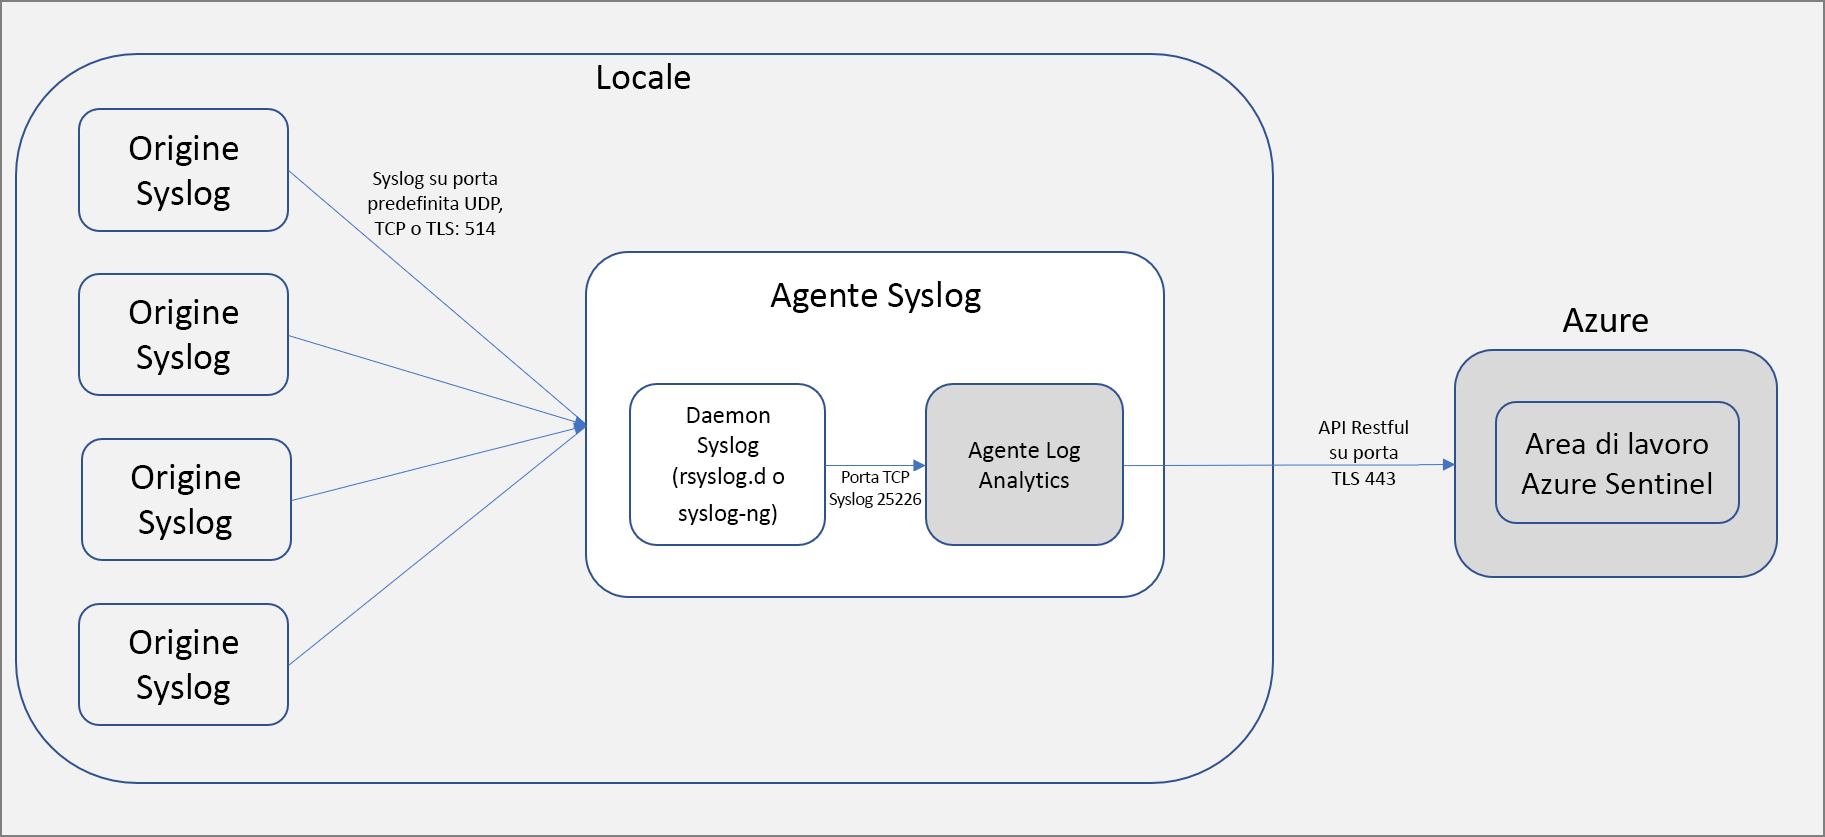 Locale
Origine
Syslog
Syslog su porta
predefinita UDP,
TCP o TLS: 514
Origine
Syslog
Origine
Syslog
Origine
Syslog
Agente Syslog
Daemon
Syslog
(rsyslog.d o
syslog-ng)
Porta TCP
Syslog 25226
Agente Log
Analytics
API Restful
su porta
TLS 443
Azure
Area di lavoro
Azure Sentinel